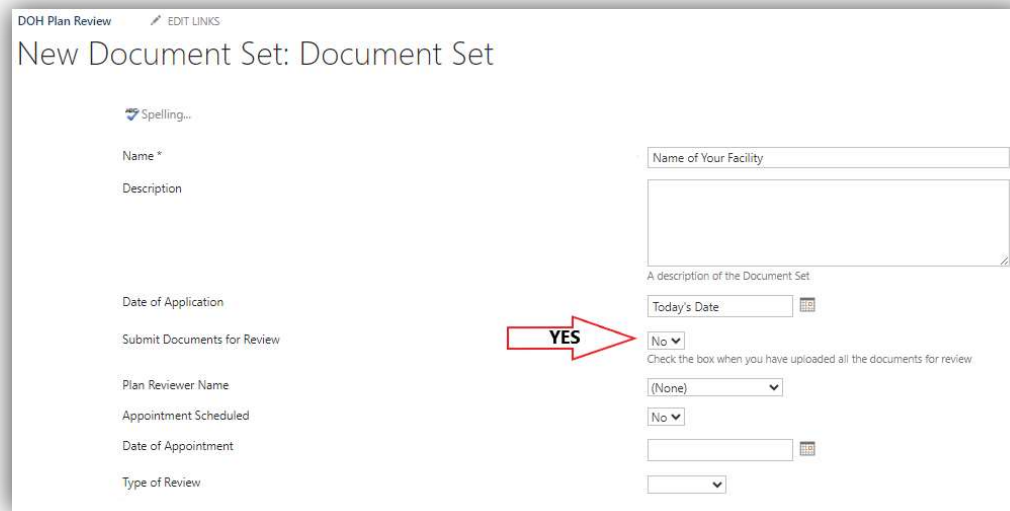 DOH Plan Review EDIT LINKS
New Document Set: Document Set
Spelling...
Name * Name of Your Facility
Description
A description of the Document Set
Date of Application Today's Date
Submit Documents for Review YES No
Check the box when you have uploaded all the documents for review
Plan Reviewer Name (None)
Appointment Scheduled No
Date of Appointment
Type of Review